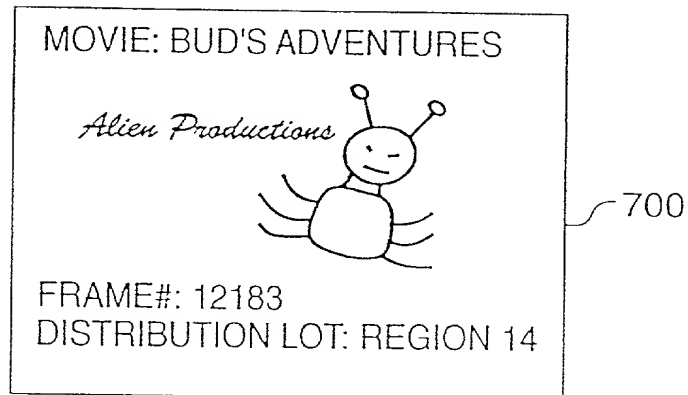 MOVIE: BUD'S ADVENTURES
Alien Productions
700
FRAME#: 12183
DISTRIBUTION LOT: REGION 14